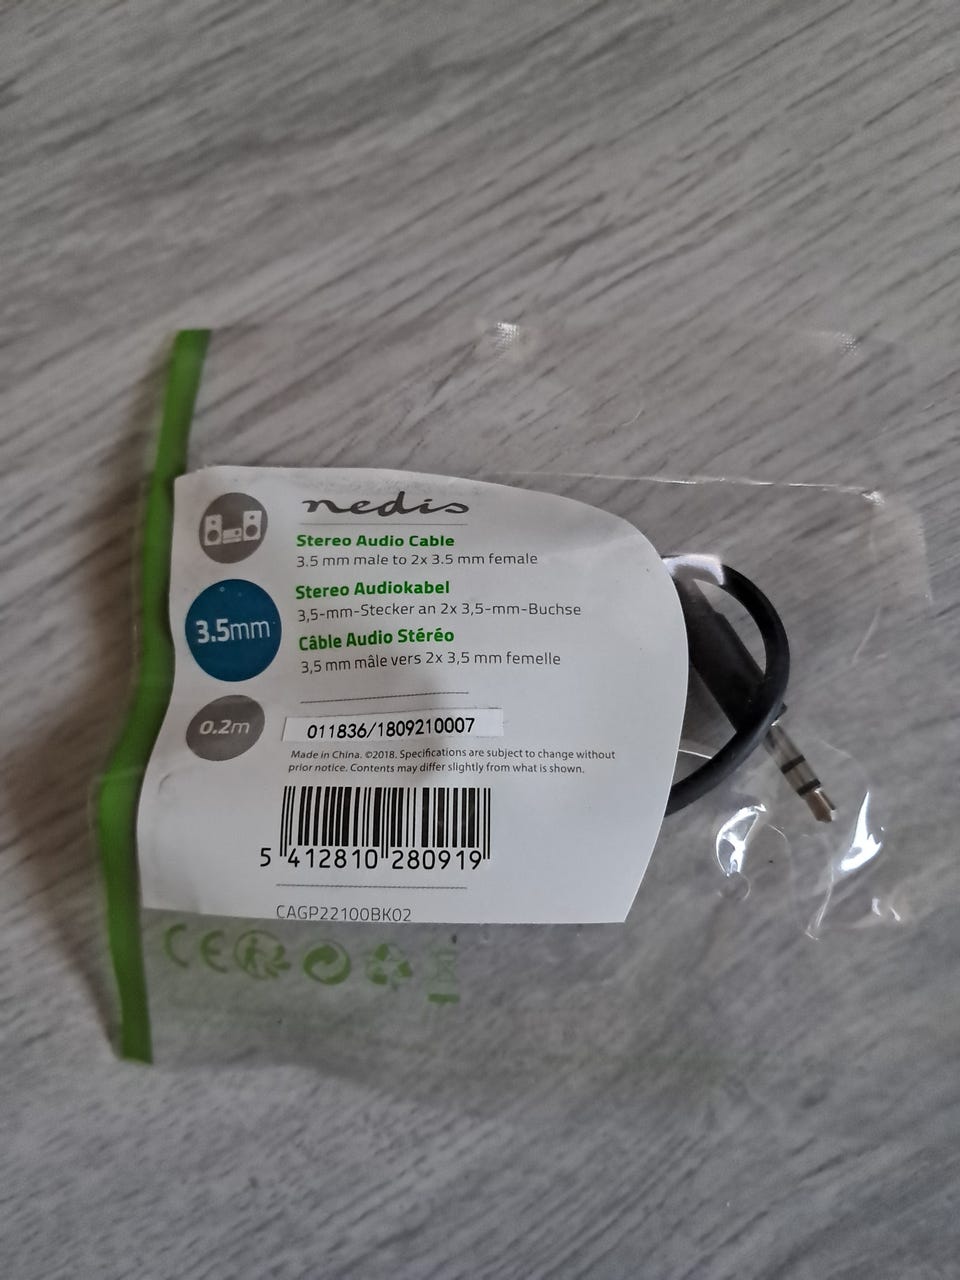 nedis
Stereo Audio Cable
3.5 mm male to 2x 3.5 mm female
Stereo Audiokabel
3,5-mm-Stecker an 2x 3,5-mm-Buchse
3.5mm
Câble Audio Stéréo
3,5 mm mâle vers 2x 3,5 mm femelle
0.2m
011836/1809210007
Made in China. ©2018. Specifications are subject to change without
prior notice. Contents may differ slightly from what is shown.
5 412810 280919
CAGP22100BK02
CE